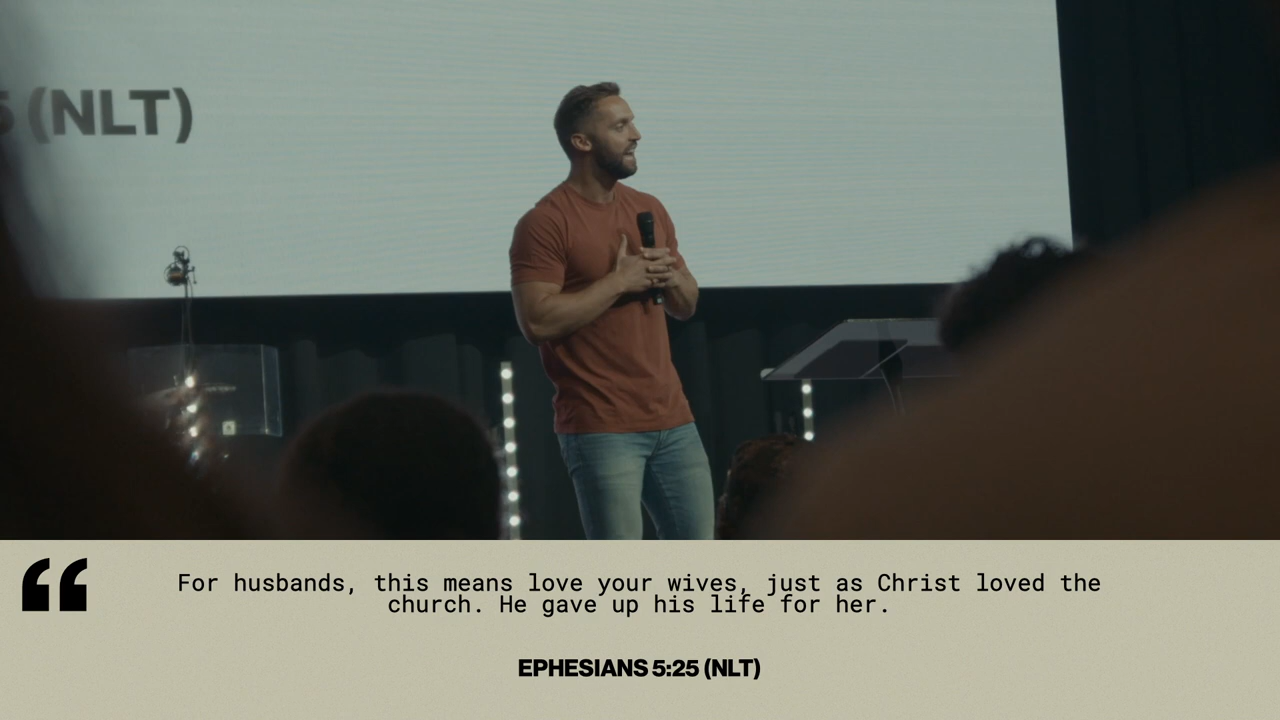 5 (NLT)
“
For husbands, this means love your wives, just as Christ loved the
church. He gave up his life for her.
EPHESIANS 5:25 (NLT)